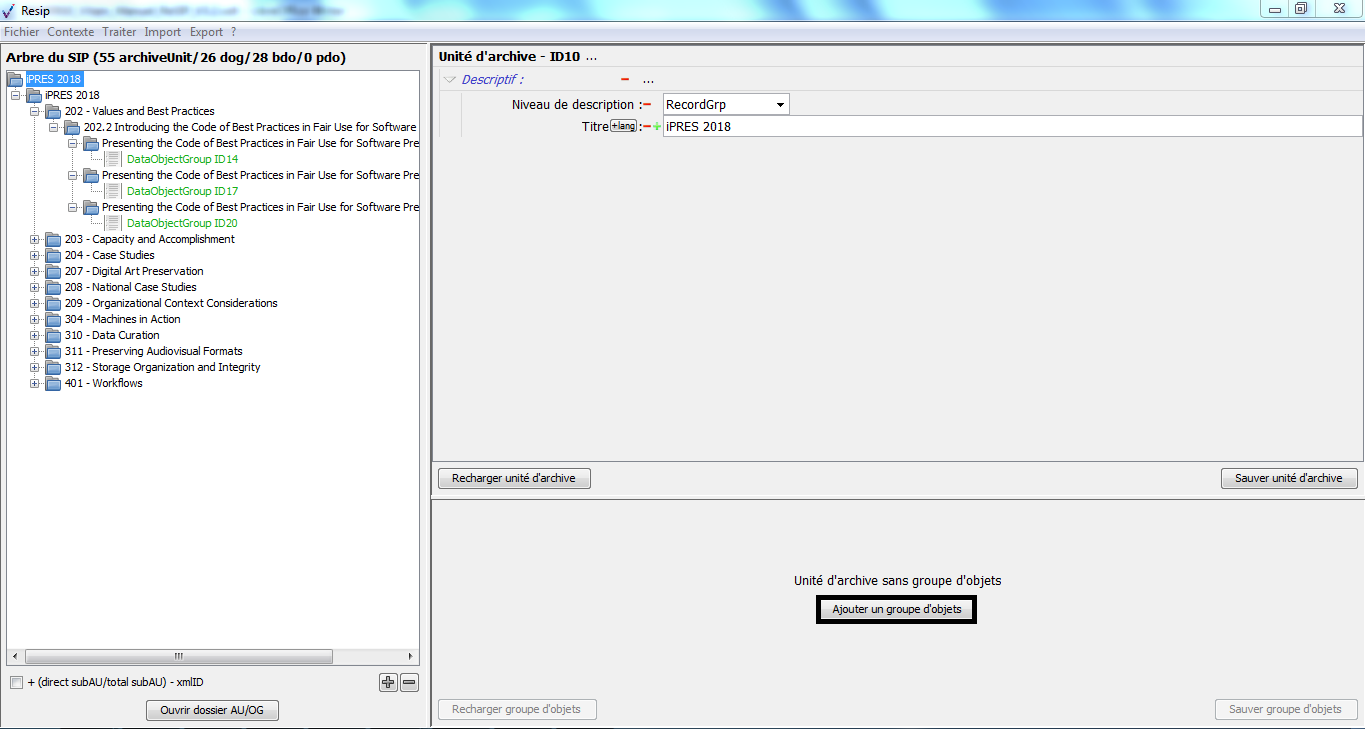 Resip
Fichier Contexte Traiter Import Export ?
Arbre du SIP (55 archiveUnit/26 dog/28 bdo/0 pdo)
iPRES 2018
iPRES 2018
202 - Values and Best Practices
202.2 Introducing the Code of Best Practices in Fair Use for Software
Presenting the Code of Best Practices in Fair Use for Software Pre
DataObjectGroup ID14
Presenting the Code of Best Practices in Fair Use for Software Pre
DataObjectGroup ID17
Presenting the Code of Best Practices in Fair Use for Software Pre
DataObjectGroup ID20
203 - Capacity and Accomplishment
204 - Case Studies
207 - Digital Art Preservation
208 - National Case Studies
209 - Organizational Context Considerations
304 - Machines in Action
310 - Data Curation
311 - Preserving Audiovisual Formats
312 - Storage Organization and Integrity
401 - Workflows
+ (direct subAU/total subAU) - xmlID
Ouvrir dossier AU/OG
Unité d'archive - ID10 ...
Descriptif : ...
Niveau de description : RecordGrp
Titre +lang : iPRES 2018
Recharger unité d'archive
Sauver unité d'archive
Unité d'archive sans groupe d'objets
Ajouter un groupe d'objets
Recharger groupe d'objets
Sauver groupe d'objets